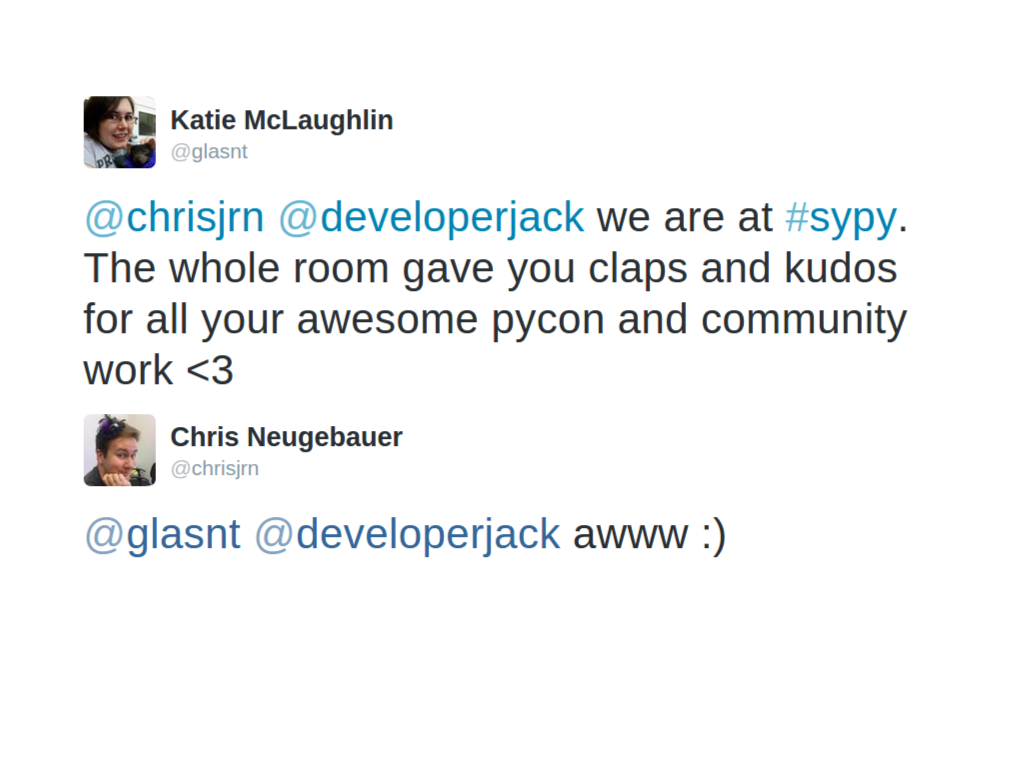 Katie McLaughlin
@glasnt
@chrisjrn @developerjack we are at #sypy.
The whole room gave you claps and kudos
for all your awesome pycon and community
work <3
Chris Neugebauer
@chrisjrn
@glasnt @developerjack awww :)